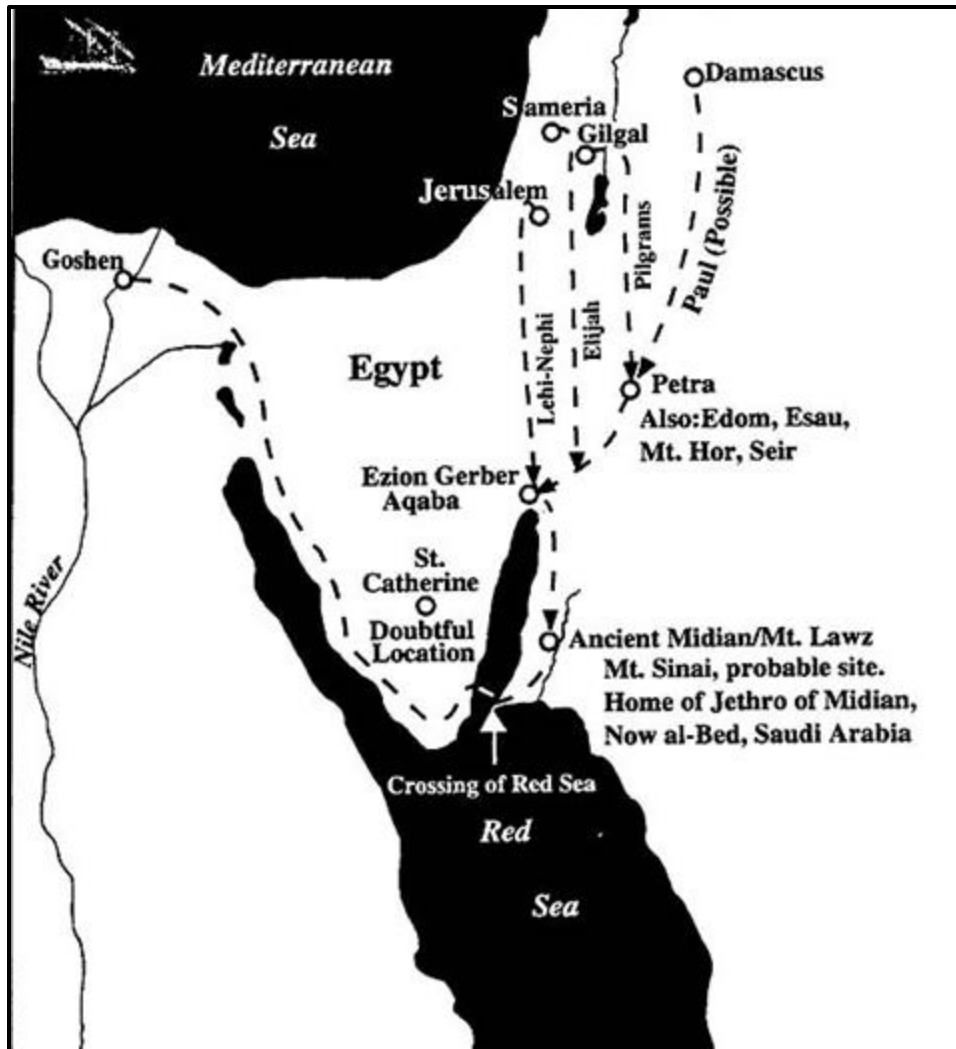 Mediterranean
Sea
Damascus
Sameria
Gilgal
Jerusalem
Goshen
Pilgrams
Paul (Possible)
Elijah
Lehi-Nephi
Egypt
Petra
Also:Edom, Esau,
Mt. Hor, Seir
Ezion Gerber
Aqaba
St.
Catherine
Doubtful
Location
Nile River
Ancient Midian/Mt. Lawz
Mt. Sinai, probable site.
Home of Jethro of Midian,
Now al-Bed, Saudi Arabia
Crossing of Red Sea
Red
Sea